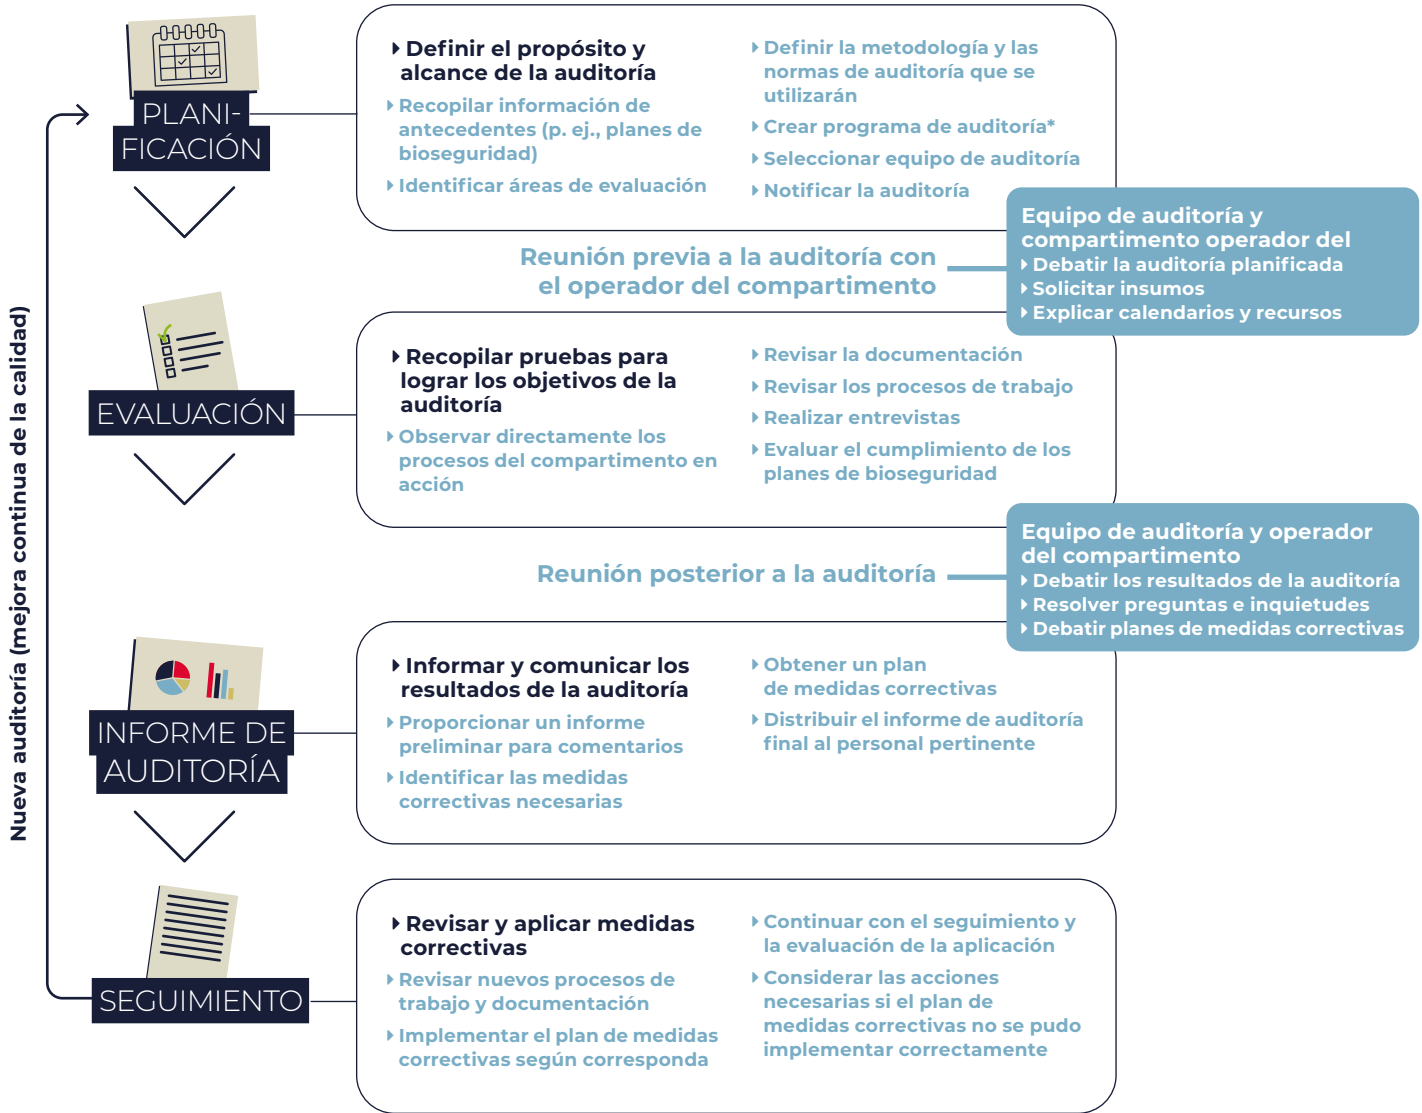 PLANI-
FICACIÓN
Definir el propósito y
alcance de la auditoría
Recopilar información de
antecedentes (p. ej., planes de
bioseguridad)
Identificar áreas de evaluación
Definir la metodología y las
normas de auditoría que se
utilizarán
Crear programa de auditoría*
Seleccionar equipo de auditoría
Notificar la auditoría
Reunión previa a la auditoría con
el operador del compartimento
Equipo de auditoría y
compartimento operador del
Debatir la auditoría planificada
Solicitar insumos
Explicar calendarios y recursos
EVALUACIÓN
Recopilar pruebas para
lograr los objetivos de la
auditoría
Observar directamente los
procesos del compartimento en
acción
Revisar la documentación
Revisar los procesos de trabajo
Realizar entrevistas
Evaluar el cumplimiento de los
planes de bioseguridad
Reunión posterior a la auditoría
Equipo de auditoría y operador
del compartimento
Debatir los resultados de la auditoría
Resolver preguntas e inquietudes
Debatir planes de medidas correctivas
INFORME DE
AUDITORÍA
Informar y comunicar los
resultados de la auditoría
Proporcionar un informe
preliminar para comentarios
Identificar las medidas
correctivas necesarias
Obtener un plan
de medidas correctivas
Distribuir el informe de auditoría
final al personal pertinente
SEGUIMIENTO
Revisar y aplicar medidas
correctivas
Revisar nuevos procesos de
trabajo y documentación
Implementar el plan de medidas
correctivas según corresponda
Continuar con el seguimiento y
la evaluación de la aplicación
Considerar las acciones
necesarias si el plan de
medidas correctivas no se pudo
implementar correctamente
Nueva auditoría (mejora continua de la calidad)